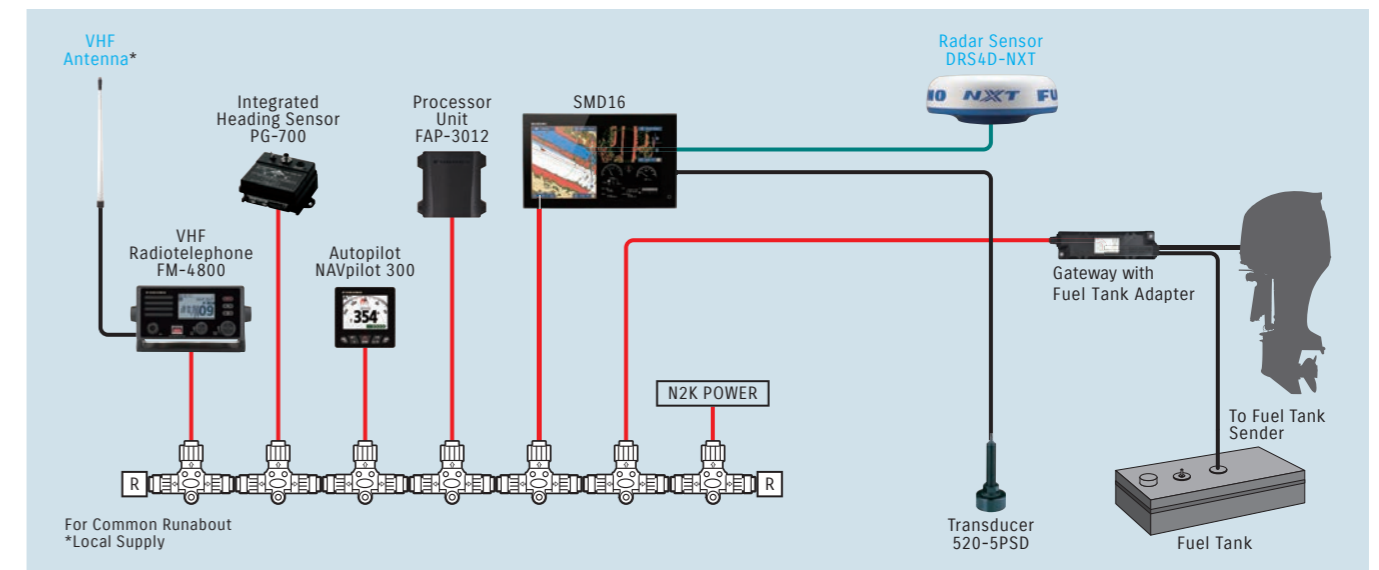 VHF
Antenna*
Integrated
Heading Sensor
PG-700
Processor
Unit
FAP-3012
SMD16
Radar Sensor
DRS4D-NXT
NXT FU
VHF
Radiotelephone
FM-4800
Autopilot
NAVpilot 300
09
354°
Gateway with
Fuel Tank Adapter
N2K POWER
To Fuel Tank
Sender
R
R
For Common Runabout
*Local Supply
Transducer
520-5PSD
Fuel Tank